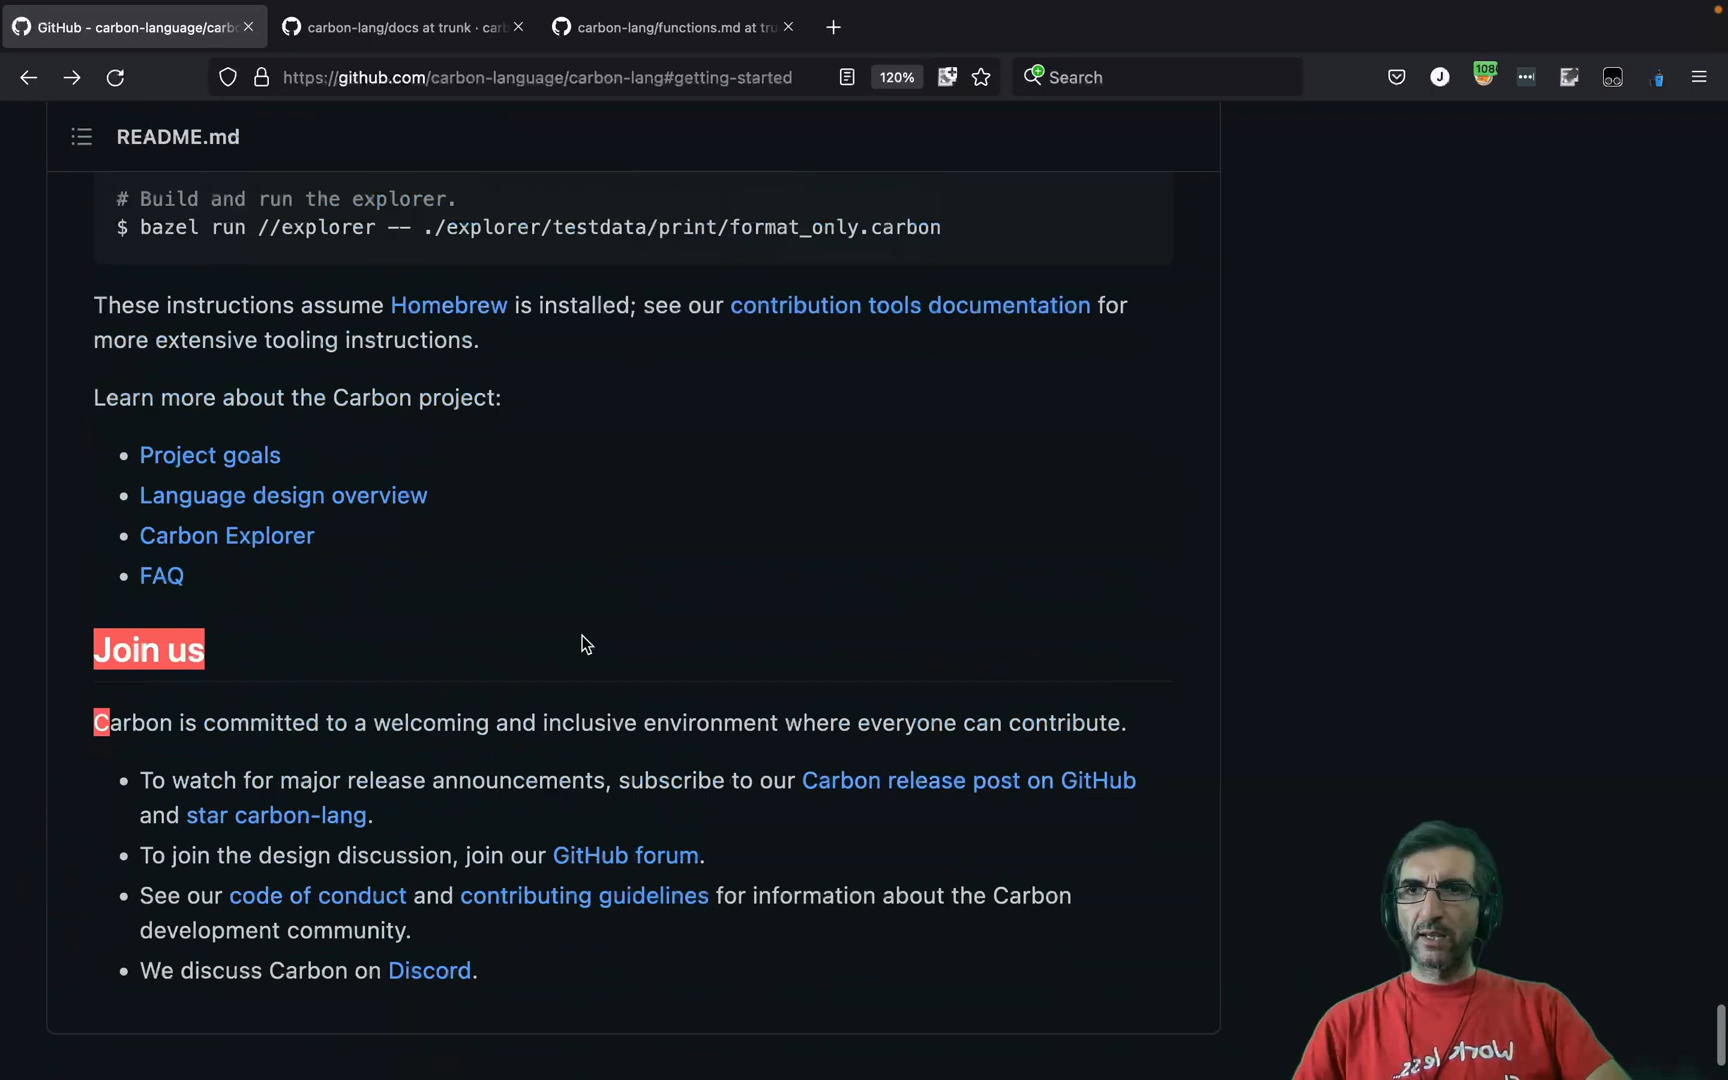 GitHub - carbon-language/carb
carbon-lang/docs at trunk · car
carbon-lang/functions.md at tru
https://github.com/carbon-language/carbon-lang#getting-started
120%
Search
J
108
README.md
# Build and run the explorer.
$ bazel run //explorer -- ./explorer/testdata/print/format_only.carbon
These instructions assume Homebrew is installed; see our contribution tools documentation for
more extensive tooling instructions.
Learn more about the Carbon project:
• Project goals
• Language design overview
• Carbon Explorer
• FAQ
Join us
Carbon is committed to a welcoming and inclusive environment where everyone can contribute.
• To watch for major release announcements, subscribe to our Carbon release post on GitHub
and star carbon-lang.
• To join the design discussion, join our GitHub forum.
• See our code of conduct and contributing guidelines for information about the Carbon
development community.
• We discuss Carbon on Discord.
Work less